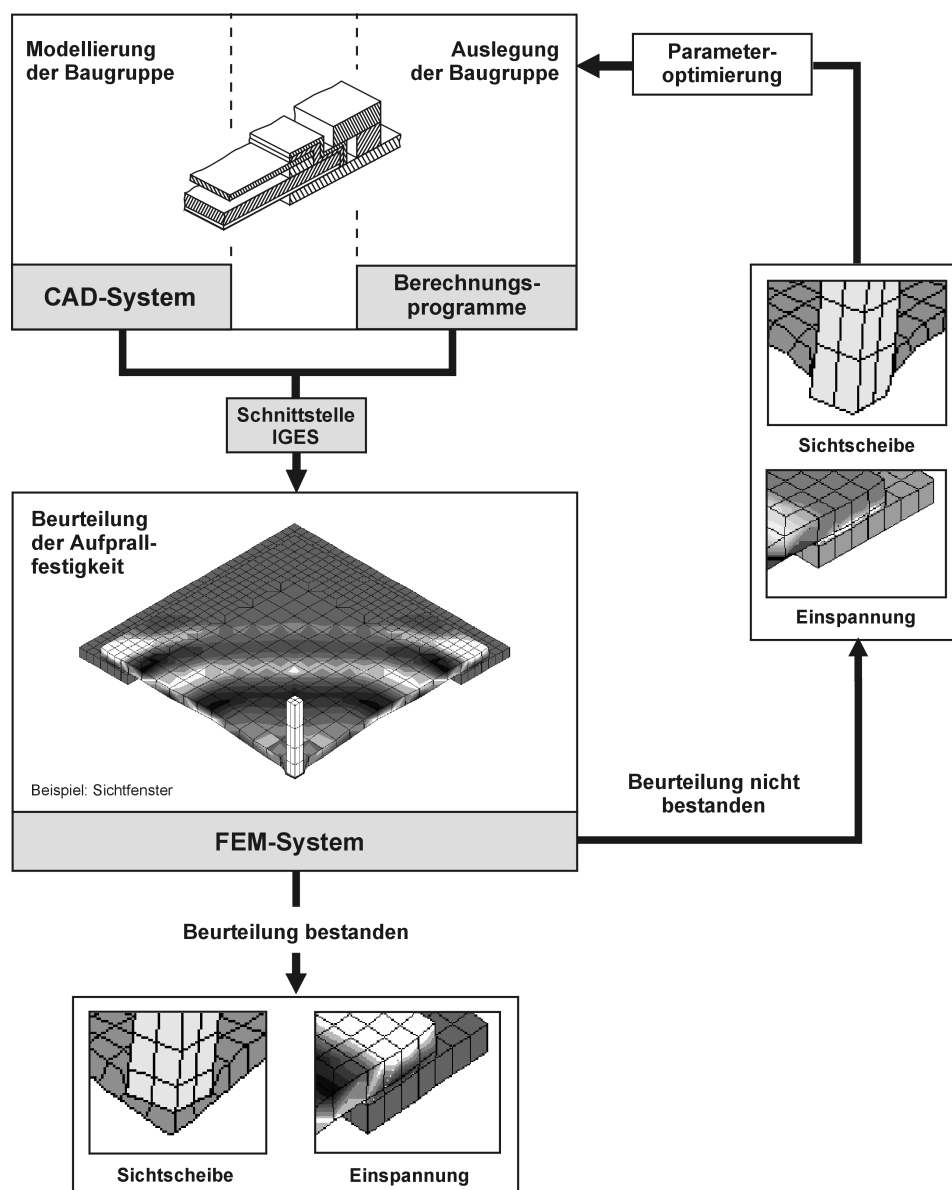 Modellierung
der Baugruppe
Auslegung
der Baugruppe
Parameter-
optimierung
CAD-System
Berechnungs-
programme
Schnittstelle
IGES
Sichtscheibe
Einspannung
Beurteilung
der Aufprall-
festigkeit
Beispiel: Sichtfenster
FEM-System
Beurteilung nicht
bestanden
Beurteilung bestanden
Sichtscheibe
Einspannung